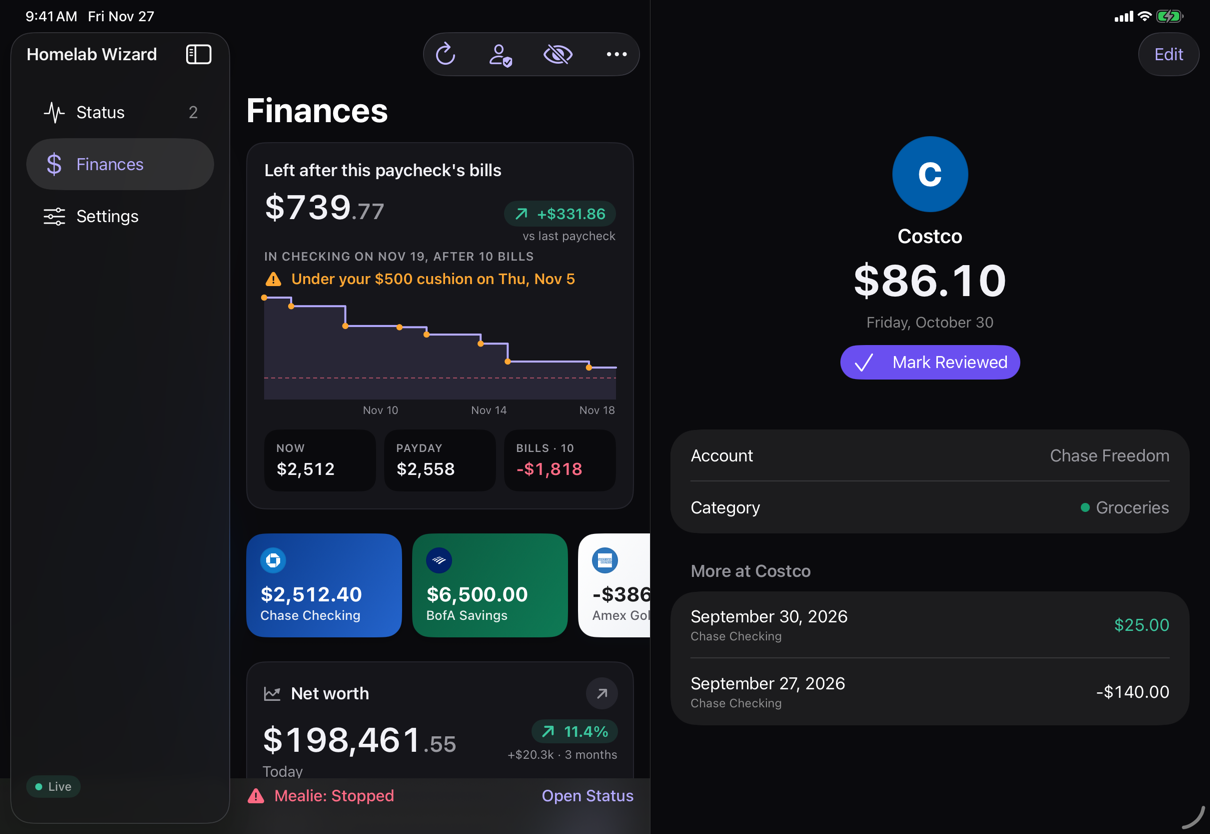 9:41 AM Fri Nov 27
Homelab Wizard
Status 2
Finances
Settings
Live
Finances
Left after this paycheck's bills
$739.77
+$331.86
vs last paycheck
IN CHECKING ON NOV 19, AFTER 10 BILLS
Under your $500 cushion on Thu, Nov 5
Nov 10 Nov 14 Nov 18
NOW
$2,512
PAYDAY
$2,558
BILLS · 10
-$1,818
$2,512.40
Chase Checking
$6,500.00
BofA Savings
-$386
Amex Gol
Net worth
$198,461.55
11.4%
+$20.3k · 3 months
Today
Mealie: Stopped
Open Status
Edit
C
Costco
$86.10
Friday, October 30
Mark Reviewed
Account Chase Freedom
Category Groceries
More at Costco
September 30, 2026
Chase Checking
$25.00
September 27, 2026
Chase Checking
-$140.00